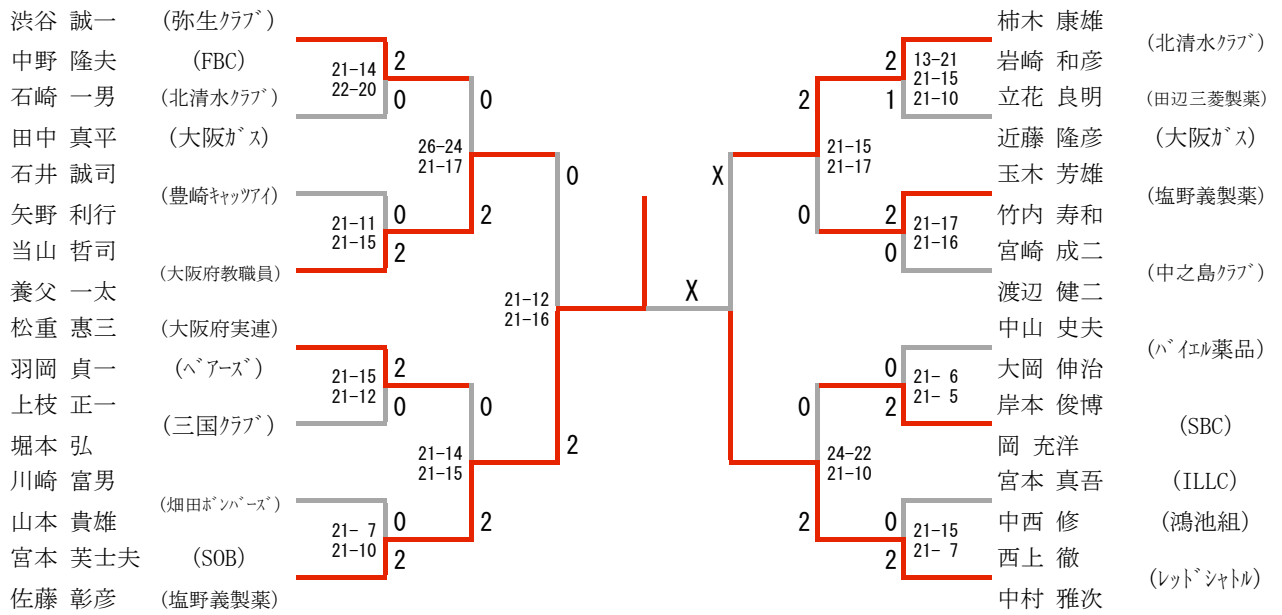 渋谷 誠一 (弥生ｸﾗﾌﾞ)
中野 隆夫 (FBC)
石崎 一男 (北清水ｸﾗﾌﾞ)
田中 真平 (大阪ｶﾞｽ)
石井 誠司
(豊崎ｷｬｯﾂｱｲ)
矢野 利行
当山 哲司
(大阪府教職員)
養父 一太
松重 惠三 (大阪府実連)
羽岡 貞一 (ﾍﾞｱｰｽﾞ)
上枝 正一
(三国ｸﾗﾌﾞ)
堀本 弘
川崎 富男
(畑田ﾎﾞﾝﾊﾞｰｽﾞ)
山本 貴雄
宮本 芙士夫 (SOB)
佐藤 彰彦 (塩野義製薬)
2
21-14
22-20
0
0
21-11
21-15
2
2
21-15
21-12
0
0
21- 7
21-10
2
0
26-24
21-17
2
0
21-14
21-15
2
0
21-12
21-16
2
X
X
2
21-15
21-17
0
0
24-22
21-10
2
2
13-21
21-15
21-10
1
2
21-17
21-16
0
0
21- 6
21- 5
2
0
21-15
21- 7
2
柿木 康雄
(北清水ｸﾗﾌﾞ)
岩崎 和彦
立花 良明 (田辺三菱製薬)
近藤 隆彦 (大阪ｶﾞｽ)
玉木 芳雄
(塩野義製薬)
竹内 寿和
宮崎 成二
(中之島ｸﾗﾌﾞ)
渡辺 健二
中山 史夫
(ﾊﾞｲｴﾙ薬品)
大岡 伸治
岸本 俊博
(SBC)
岡 充洋
宮本 真吾 (ILLC)
中西 修 (鴻池組)
西上 徹
(ﾚｯﾄﾞｼｬﾄﾙ)
中村 雅次